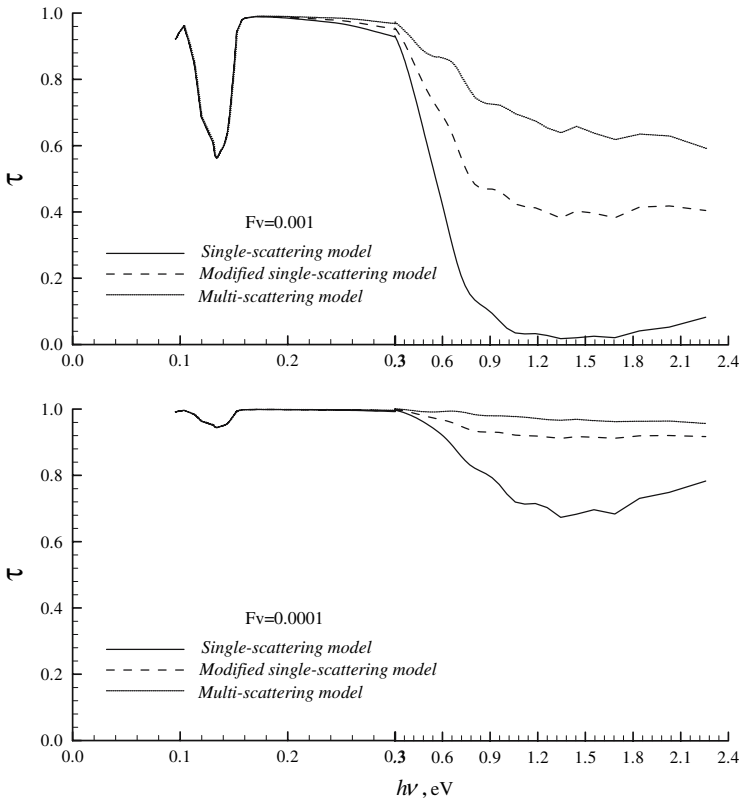 1.0
0.8
0.6
0.4
0.2
0.0
τ
Fv=0.001
Single-scattering model
Modified single-scattering model
Multi-scattering model
0.0 0.1 0.2 0.3 0.3 0.6 0.9 1.2 1.5 1.8 2.1 2.4
1.0
0.8
0.6
0.4
0.2
0.0
τ
Fv=0.0001
Single-scattering model
Modified single-scattering model
Multi-scattering model
0.0 0.1 0.2 0.3 0.3 0.6 0.9 1.2 1.5 1.8 2.1 2.4
hν, eV